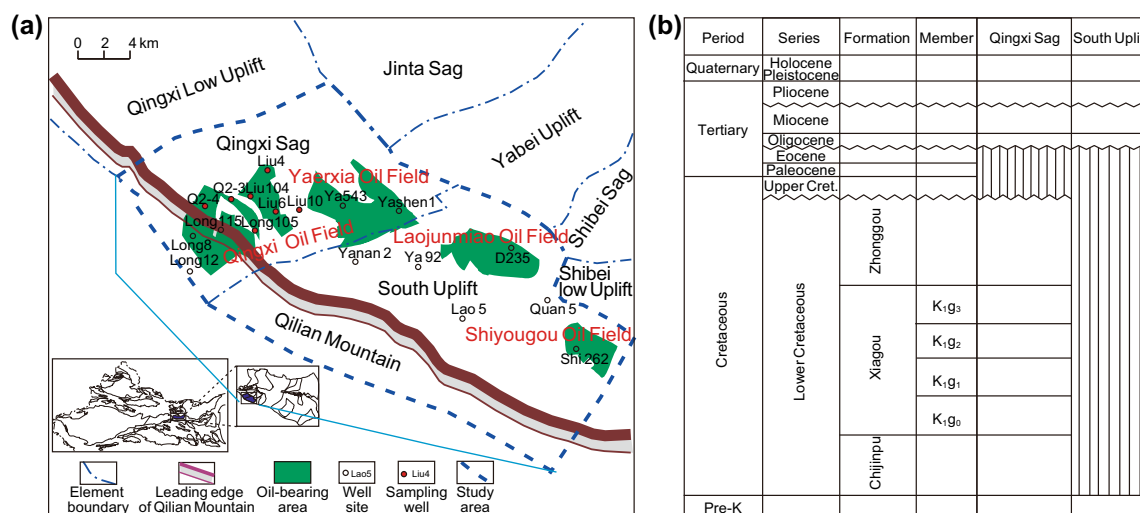 (a)
0 2 4 km
Qingxi Low Uplift
Jinta Sag
Yabei Uplift
Shibei Sag
Qingxi Sag
Liu4
Yaerxia Oil Field
Q2-3
Liu104
Q2-4
Liu6
Liu10
Ya543
Yashen1
Long115
Long105
Qingxi Oil Field
Laojunmiao Oil Field
Long8
Long12
Yanan 2
Ya 92
D235
Shibei
low Uplift
South Uplift
Lao 5
Quan 5
Qilian Mountain
Shiyougou Oil Field
Shi 262
Lao5
Liu4
Element
boundary
Leading edge
of Qilian Mountain
Oil-bearing
area
Well
site
Sampling
well
Study
area
(b)
Period Series Formation Member Qingxi Sag South Upli
Quaternary
Holocene
Pleistocene
Tertiary
Pliocene
Miocene
Oligocene
Eocene
Paleocene
Cretaceous
Upper Cret.
Lower Cretaceous
Zhonggou
Xiagou
K₁g₃
K₁g₂
K₁g₁
K₁g₀
Chijinpu
Pre-K